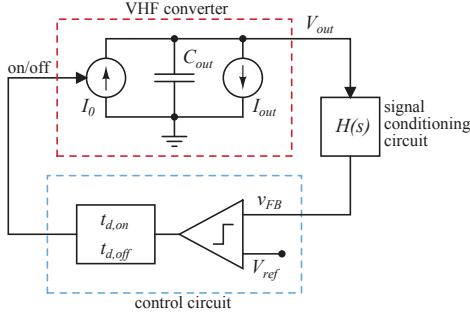 VHF converter
V_out
on/off
C_out
I_0
I_out
H(s)
signal
conditioning
circuit
t_d,on
t_d,off
v_FB
V_ref
control circuit